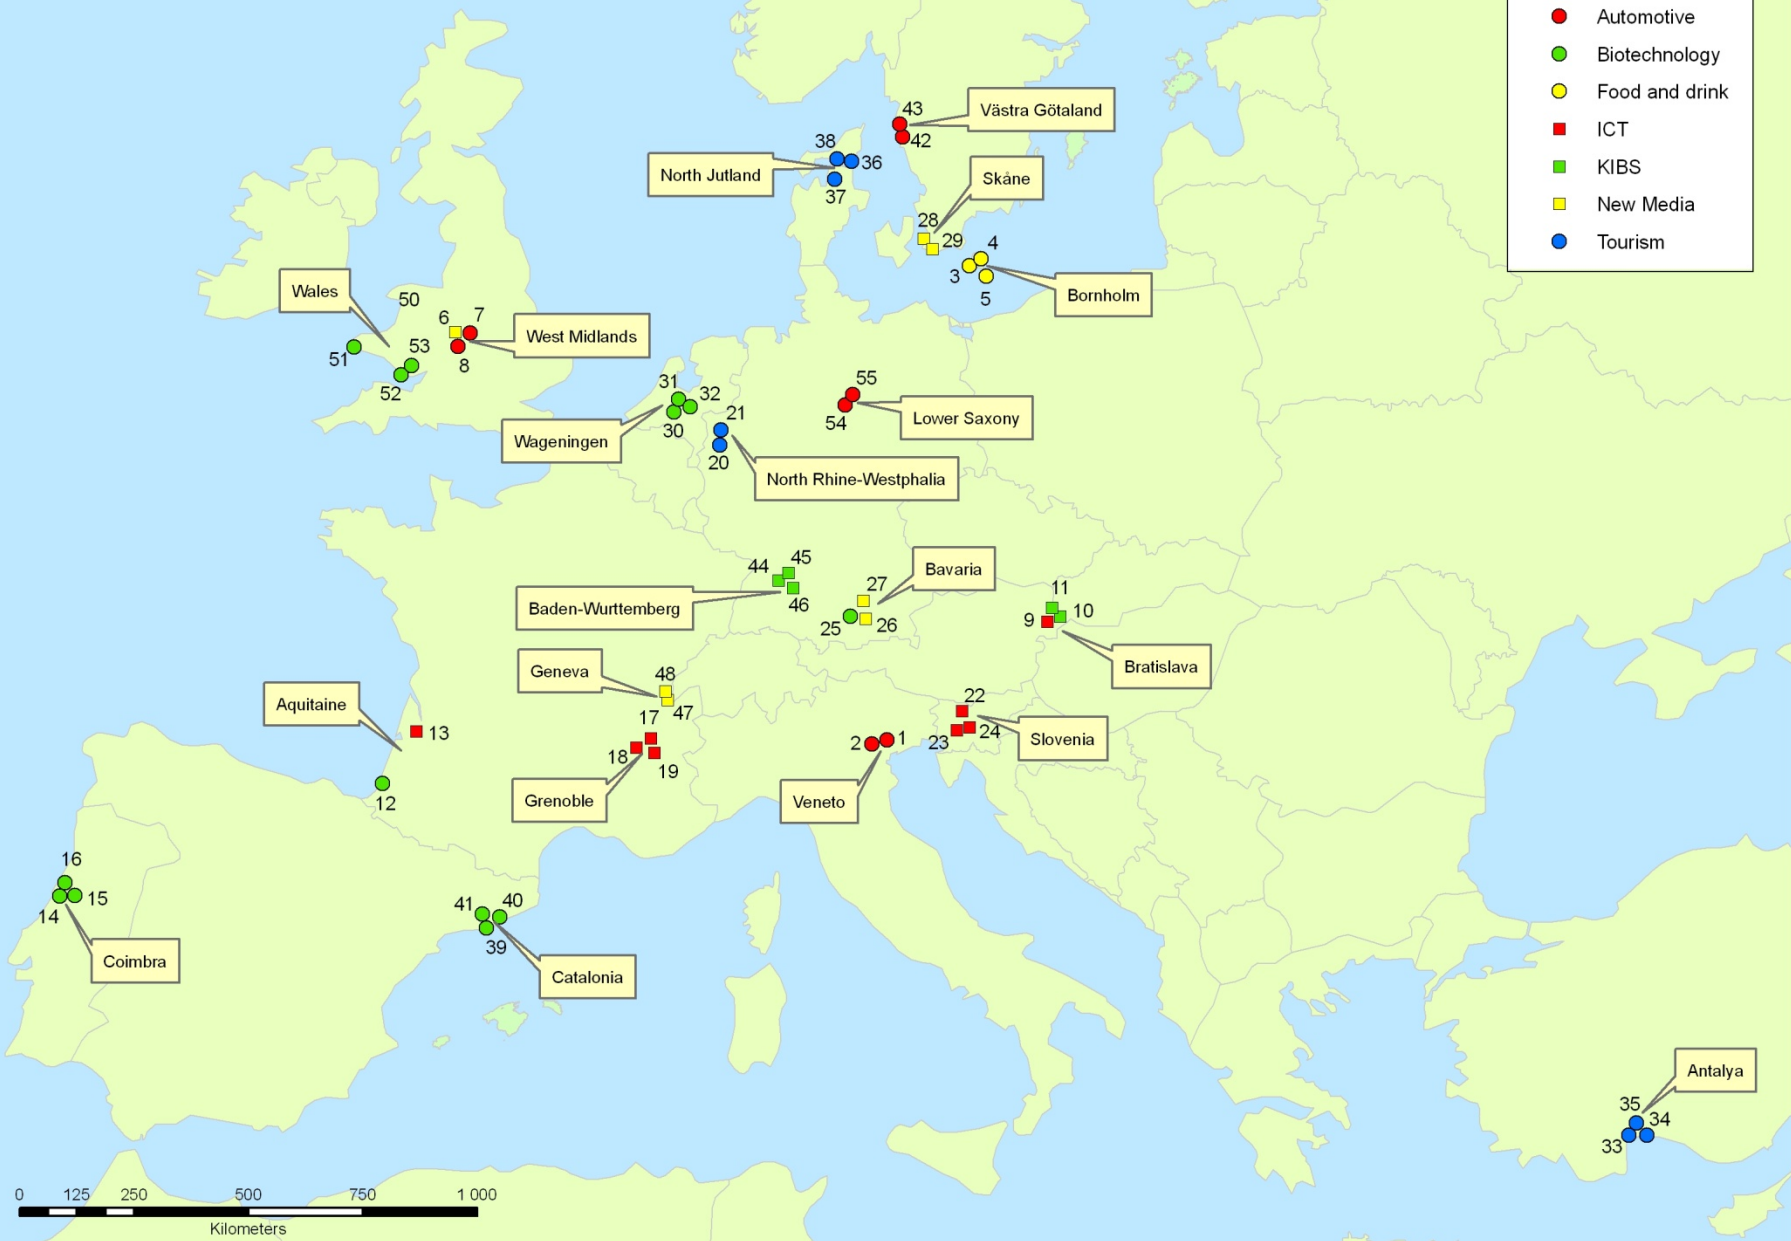 Automotive
Biotechnology
Food and drink
ICT
KIBS
New Media
Tourism
43
Västra Götaland
42
38
36
North Jutland
37
Skåne
28
29
4
3
5
Bornholm
Wales
50
6
7
West Midlands
53
51
8
52
31
32
30
Wageningen
21
20
North Rhine-Westphalia
55
54
Lower Saxony
44
45
46
Baden-Wurttemberg
Bavaria
27
25
26
11
10
9
Bratislava
Geneva
48
47
17
18
19
Grenoble
Aquitaine
13
12
22
23
24
Slovenia
2
1
Veneto
16
15
14
Coimbra
41
40
39
Catalonia
Antalya
35
34
33
0 125 250 500 750 1 000
Kilometers